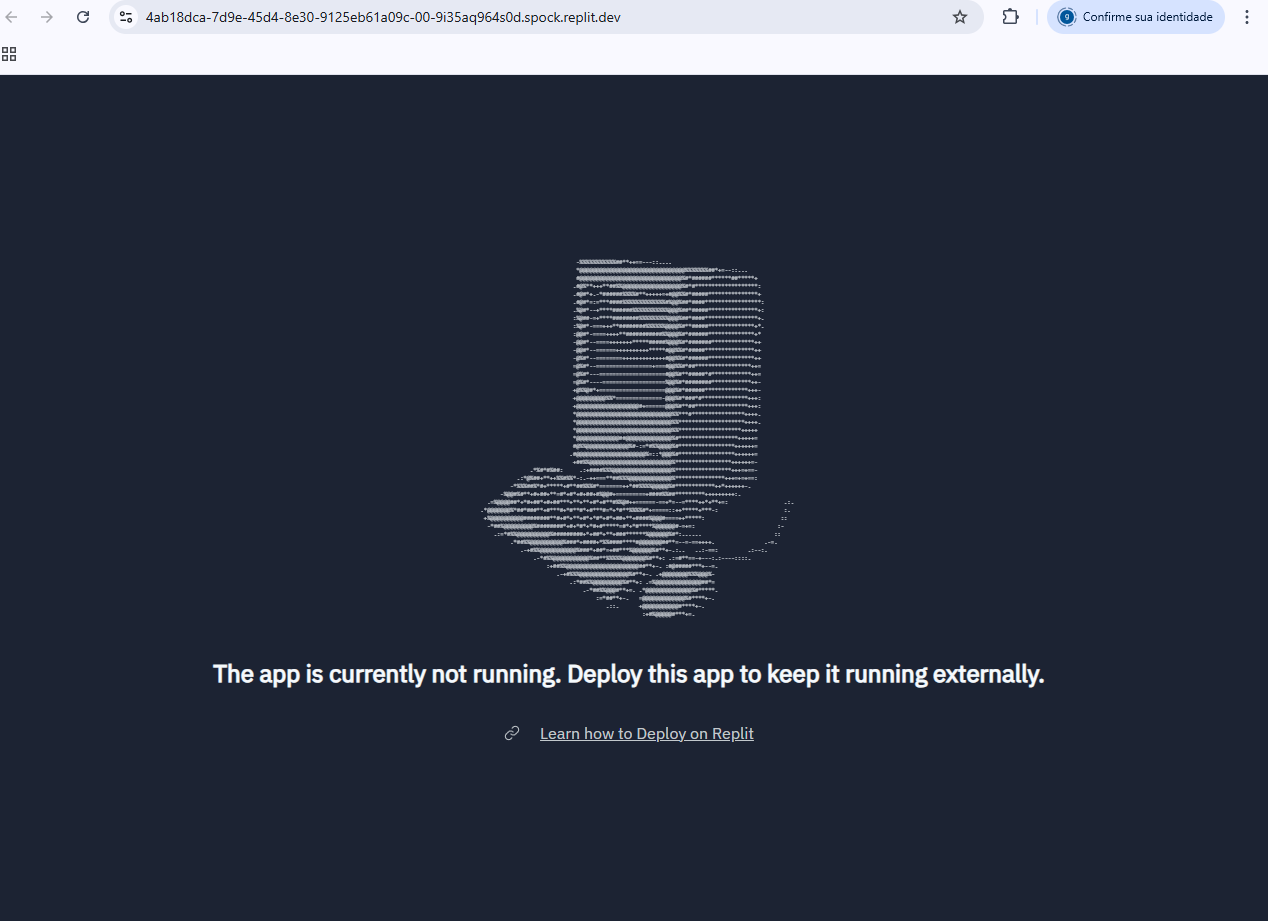 4ab18dca-7d9e-45d4-8e30-9125eb61a09c-00-9i35aq964s0d.spock.replit.dev
g
Confirme sua identidade
The app is currently not running. Deploy this app to keep it running externally.
Learn how to Deploy on Replit